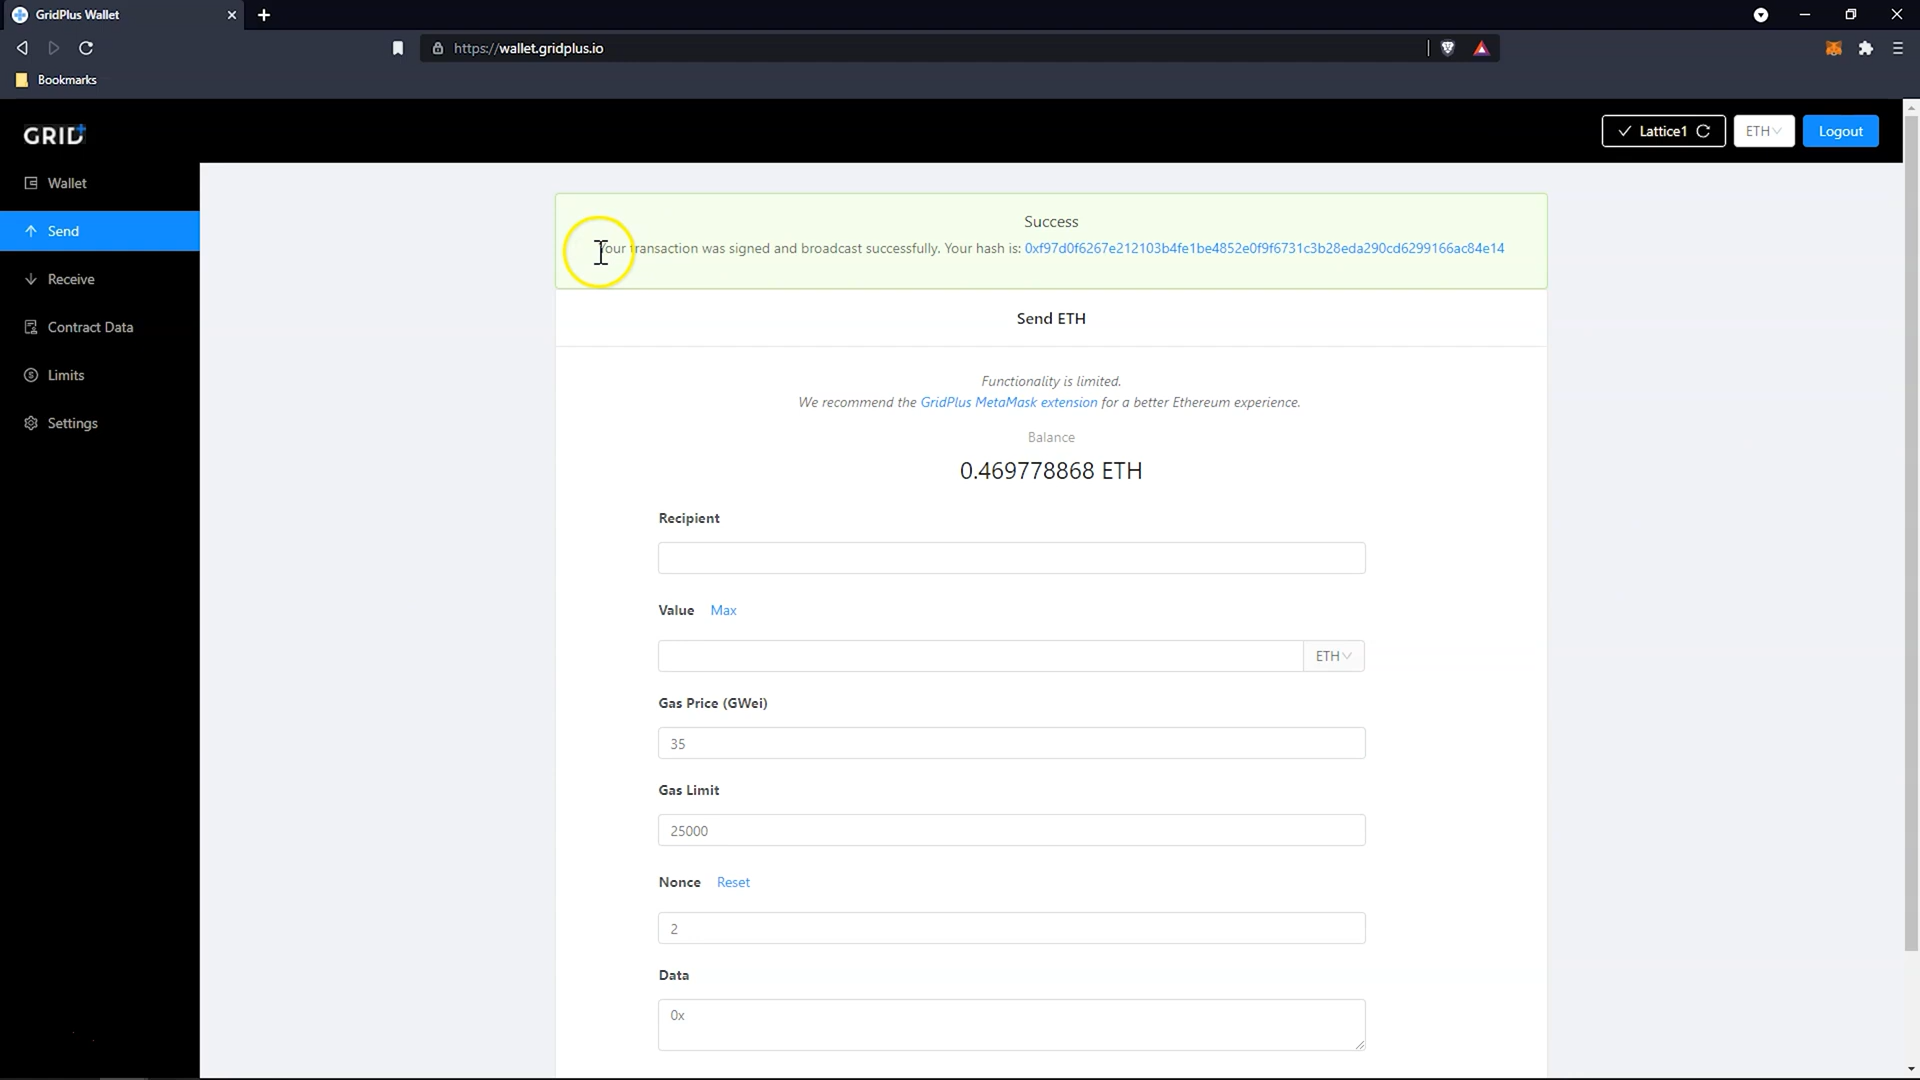 GridPlus Wallet
https://wallet.gridplus.io
Bookmarks
GRID+
Lattice1
ETH
Logout
Wallet
Send
Receive
Contract Data
Limits
Settings
Success
Your transaction was signed and broadcast successfully. Your hash is: 0xf97d0f6267e212103b4fe1be4852e0f9f6731c3b28eda290cd6299166ac84e14
Send ETH
Functionality is limited.
We recommend the GridPlus MetaMask extension for a better Ethereum experience.
Balance
0.469778868 ETH
Recipient
Value Max
ETH
Gas Price (GWei)
35
Gas Limit
25000
Nonce Reset
2
Data
0x